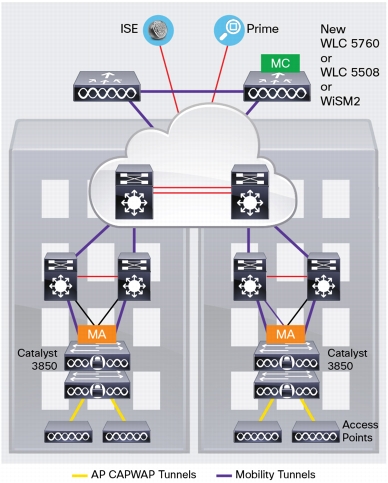 ISE
Prime
New
WLC 5760
or
WLC 5508
or
WiSM2
MC
MA
MA
Catalyst
3850
Catalyst
3850
Access
Points
AP CAPWAP Tunnels
Mobility Tunnels